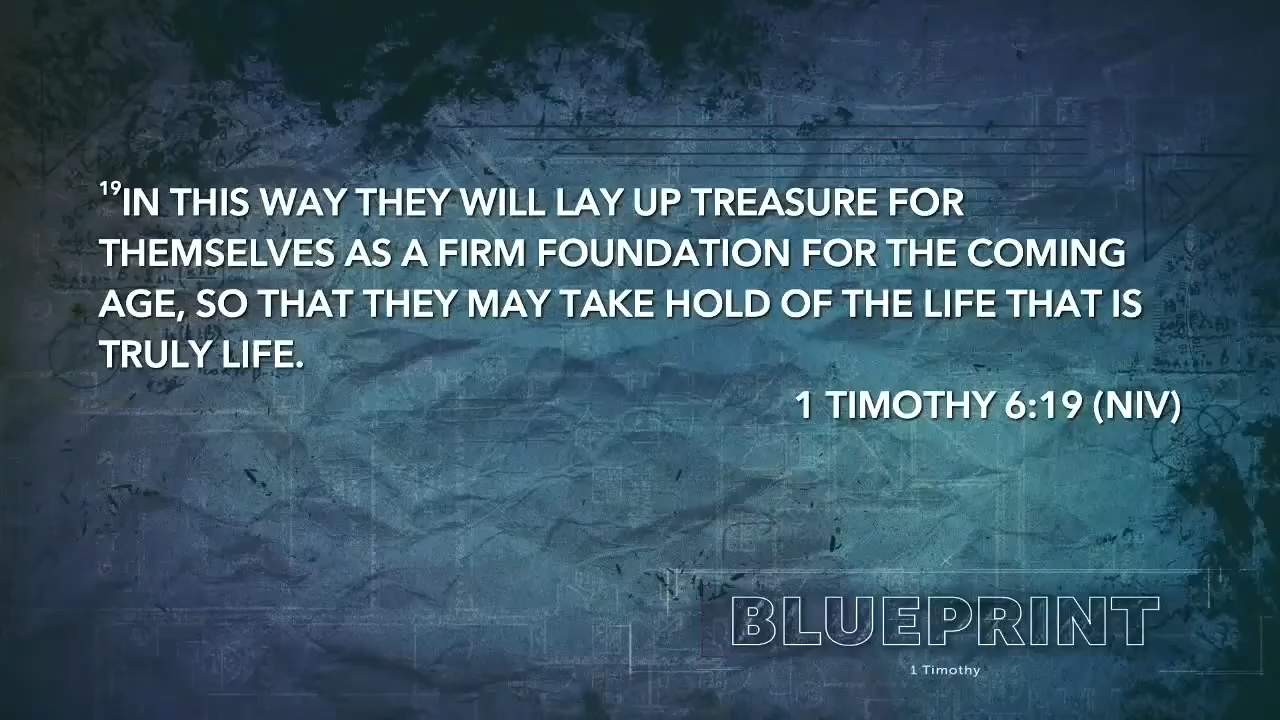 ¹⁹IN THIS WAY THEY WILL LAY UP TREASURE FOR
THEMSELVES AS A FIRM FOUNDATION FOR THE COMING
AGE, SO THAT THEY MAY TAKE HOLD OF THE LIFE THAT IS
TRULY LIFE.
1 TIMOTHY 6:19 (NIV)
BLUEPRINT
1 Timothy